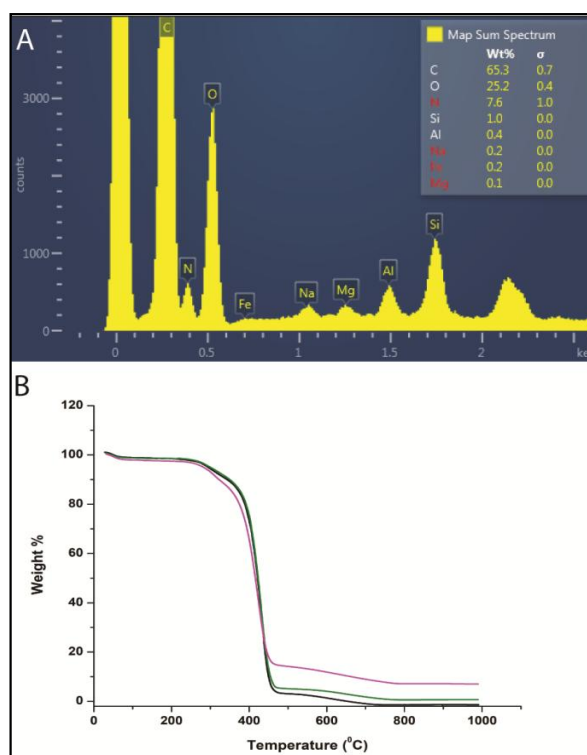 A
Map Sum Spectrum
Wt% σ
C 65.3 0.7
O 25.2 0.4
N 7.6 1.0
Si 1.0 0.0
Al 0.4 0.0
Na 0.2 0.0
Fe 0.2 0.0
Mg 0.1 0.0
C
O
N
Fe
Na
Mg
Al
Si
3000
counts
1000
0
0 0.5 1 1.5 2 ke
B
120
100
80
60
40
20
0
Weight %
0 200 400 600 800 1000
Temperature (⁰C)